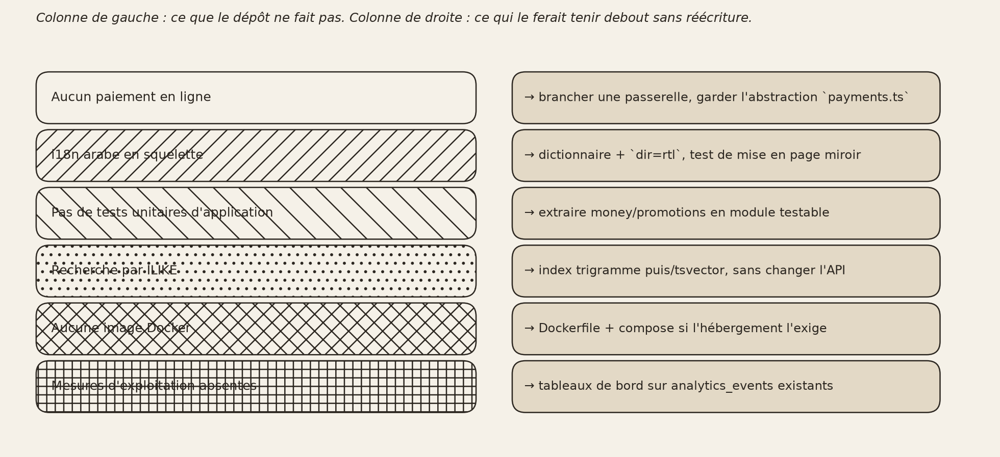 Colonne de gauche : ce que le dépôt ne fait pas. Colonne de droite : ce qui le ferait tenir debout sans réécriture.
Aucun paiement en ligne
→ brancher une passerelle, garder l'abstraction `payments.ts`
i18n arabe en squelette
→ dictionnaire + `dir=rtl`, test de mise en page miroir
Pas de tests unitaires d'application
→ extraire money/promotions en module testable
Recherche par ILIKE
→ index trigramme puis/tsvector, sans changer l'API
Aucune image Docker
→ Dockerfile + compose si l'hébergement l'exige
Mesures d'exploitation absentes
→ tableaux de bord sur analytics_events existants